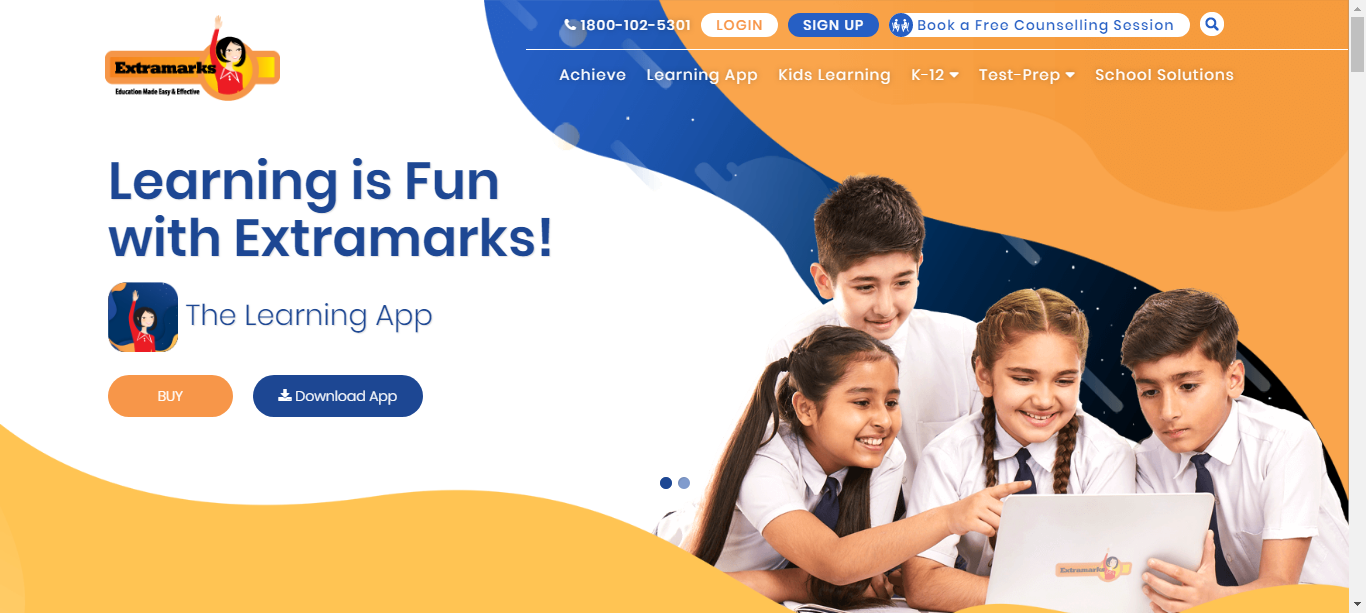 1800-102-5301 LOGIN SIGN UP Book a Free Counselling Session
Extramarks
Education Made Easy & Effective
Achieve Learning App Kids Learning K-12 Test-Prep School Solutions
Learning is Fun
with Extramarks!
The Learning App
BUY Download App
Extramarks